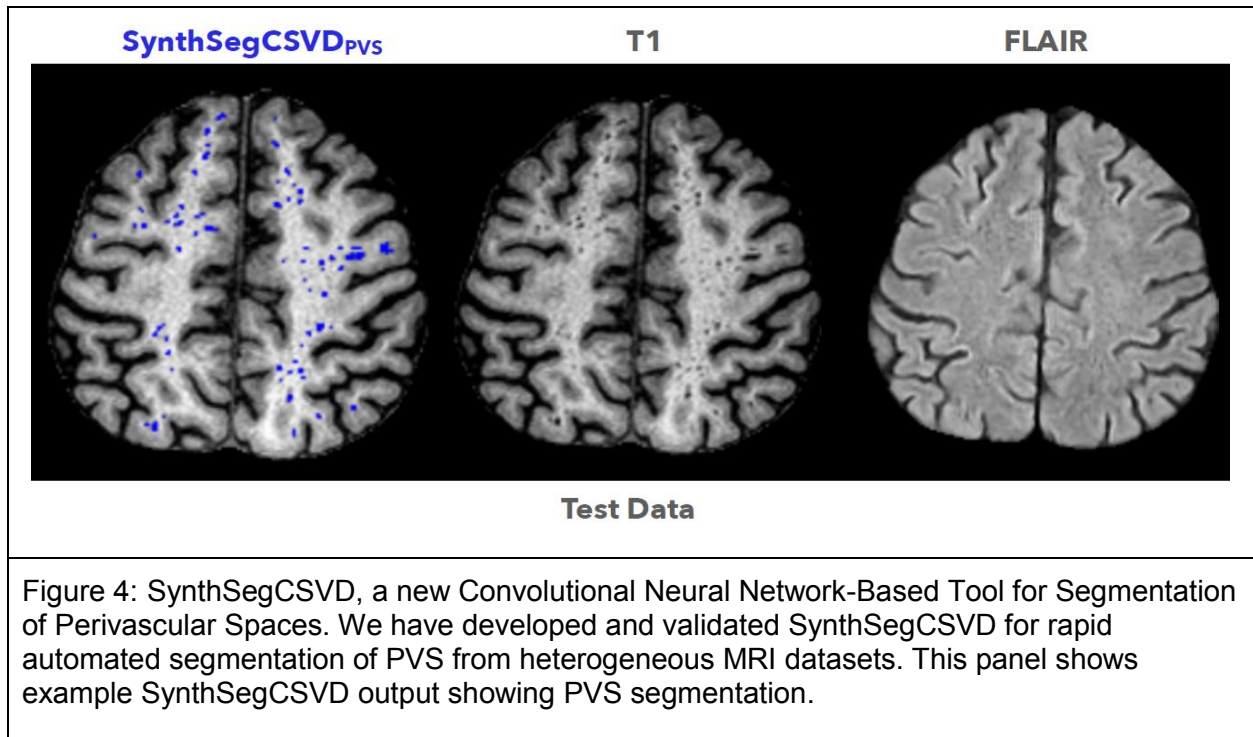 SynthSegCSVDPVS
T1
FLAIR
Test Data
Figure 4: SynthSegCSVD, a new Convolutional Neural Network-Based Tool for Segmentation
of Perivascular Spaces. We have developed and validated SynthSegCSVD for rapid
automated segmentation of PVS from heterogeneous MRI datasets. This panel shows
example SynthSegCSVD output showing PVS segmentation.